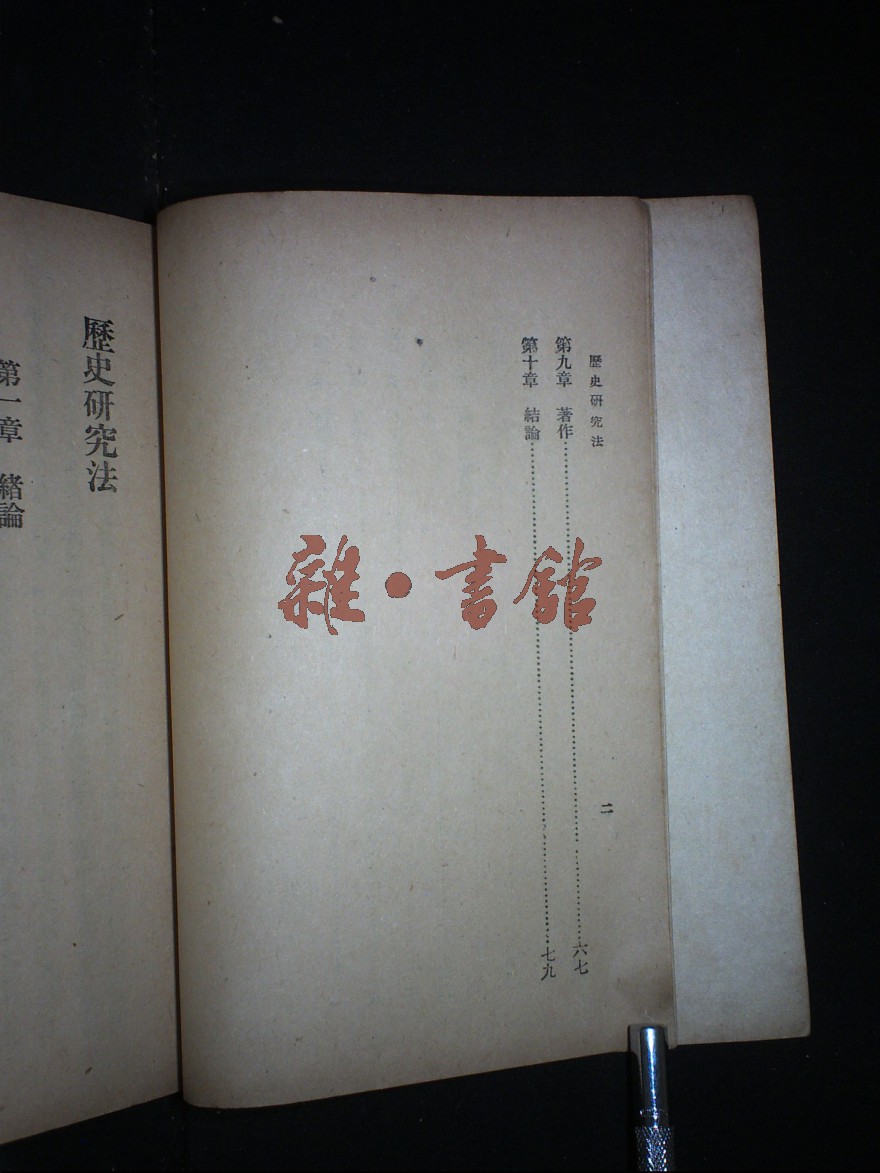 歷史研究法
第九章　著作……六七
第十章　結論……七九
二
雜·書館
歷史研究法
第一章　緒論